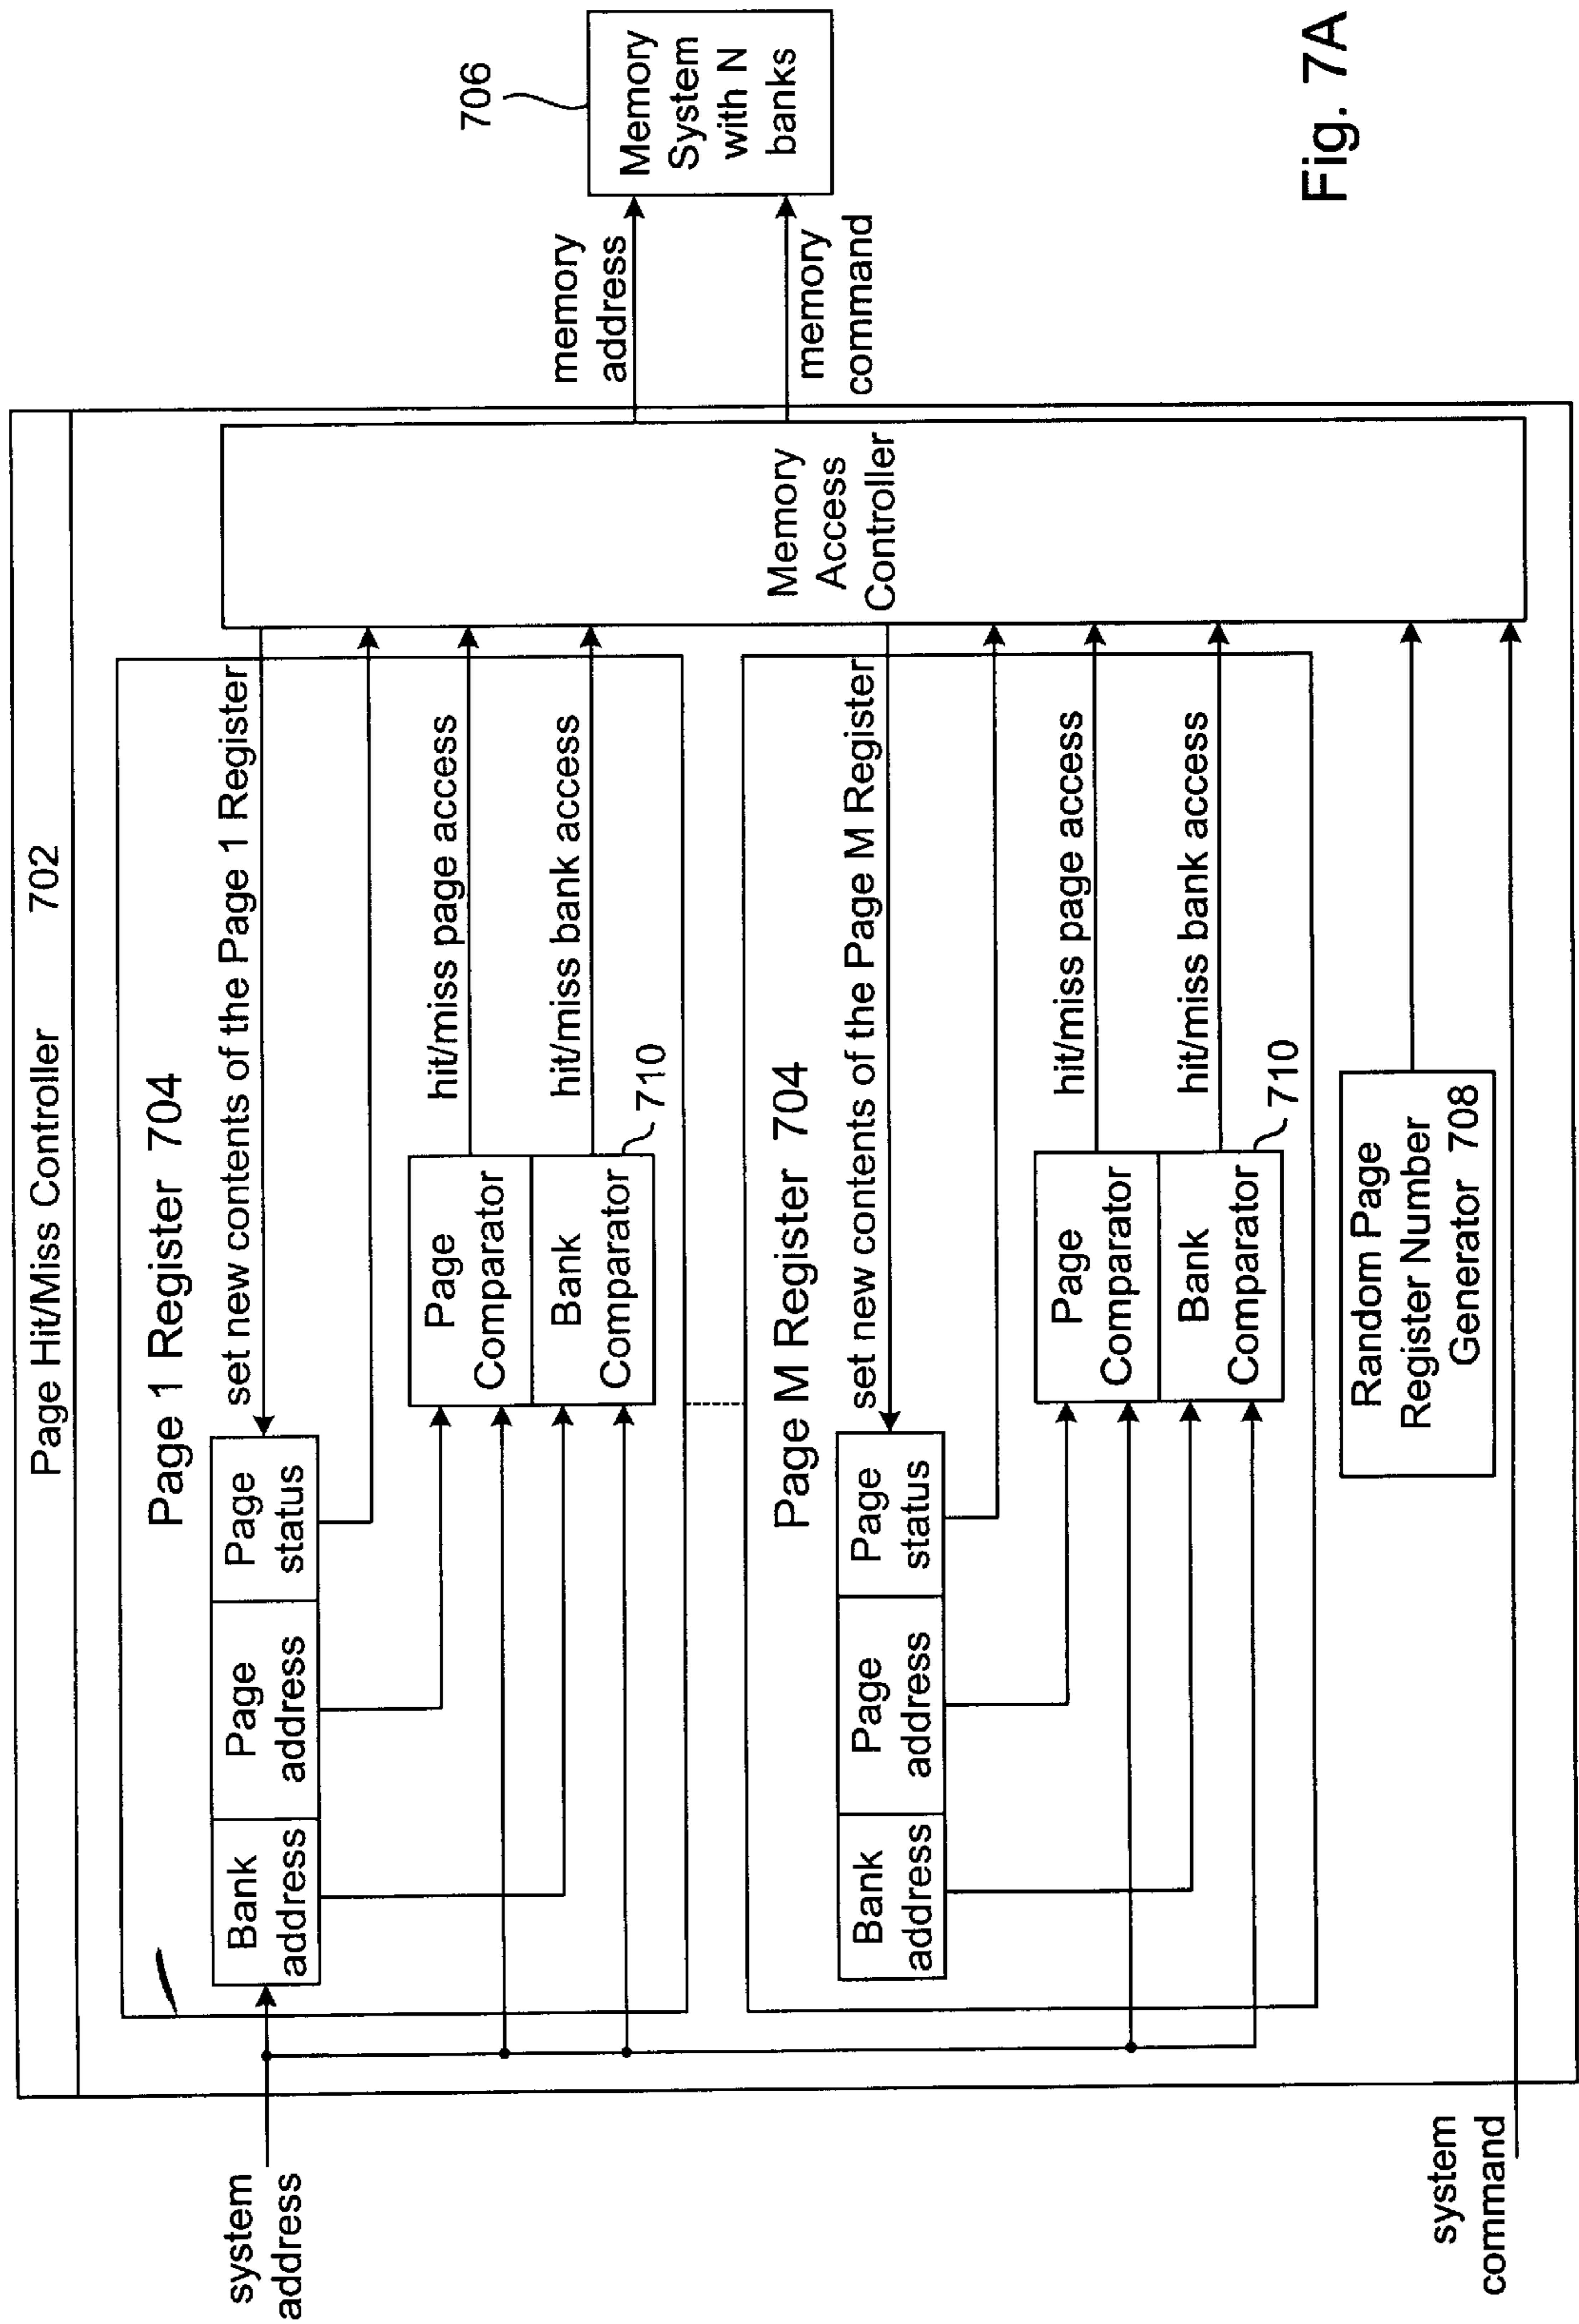 Page Hit/Miss Controller 702
Page 1 Register 704
set new contents of the Page 1 Register
system
address
Bank
address
Page
address
Page
status
Page
Comparator
Bank
Comparator
710
hit/miss page access
hit/miss bank access
Page M Register 704
set new contents of the Page M Register
Bank
address
Page
address
Page
status
Page
Comparator
Bank
Comparator
710
hit/miss page access
hit/miss bank access
Random Page
Register Number
Generator 708
system
command
Memory
Access
Controller
memory
address
memory
command
706
Memory
System
with N
banks
Fig. 7A